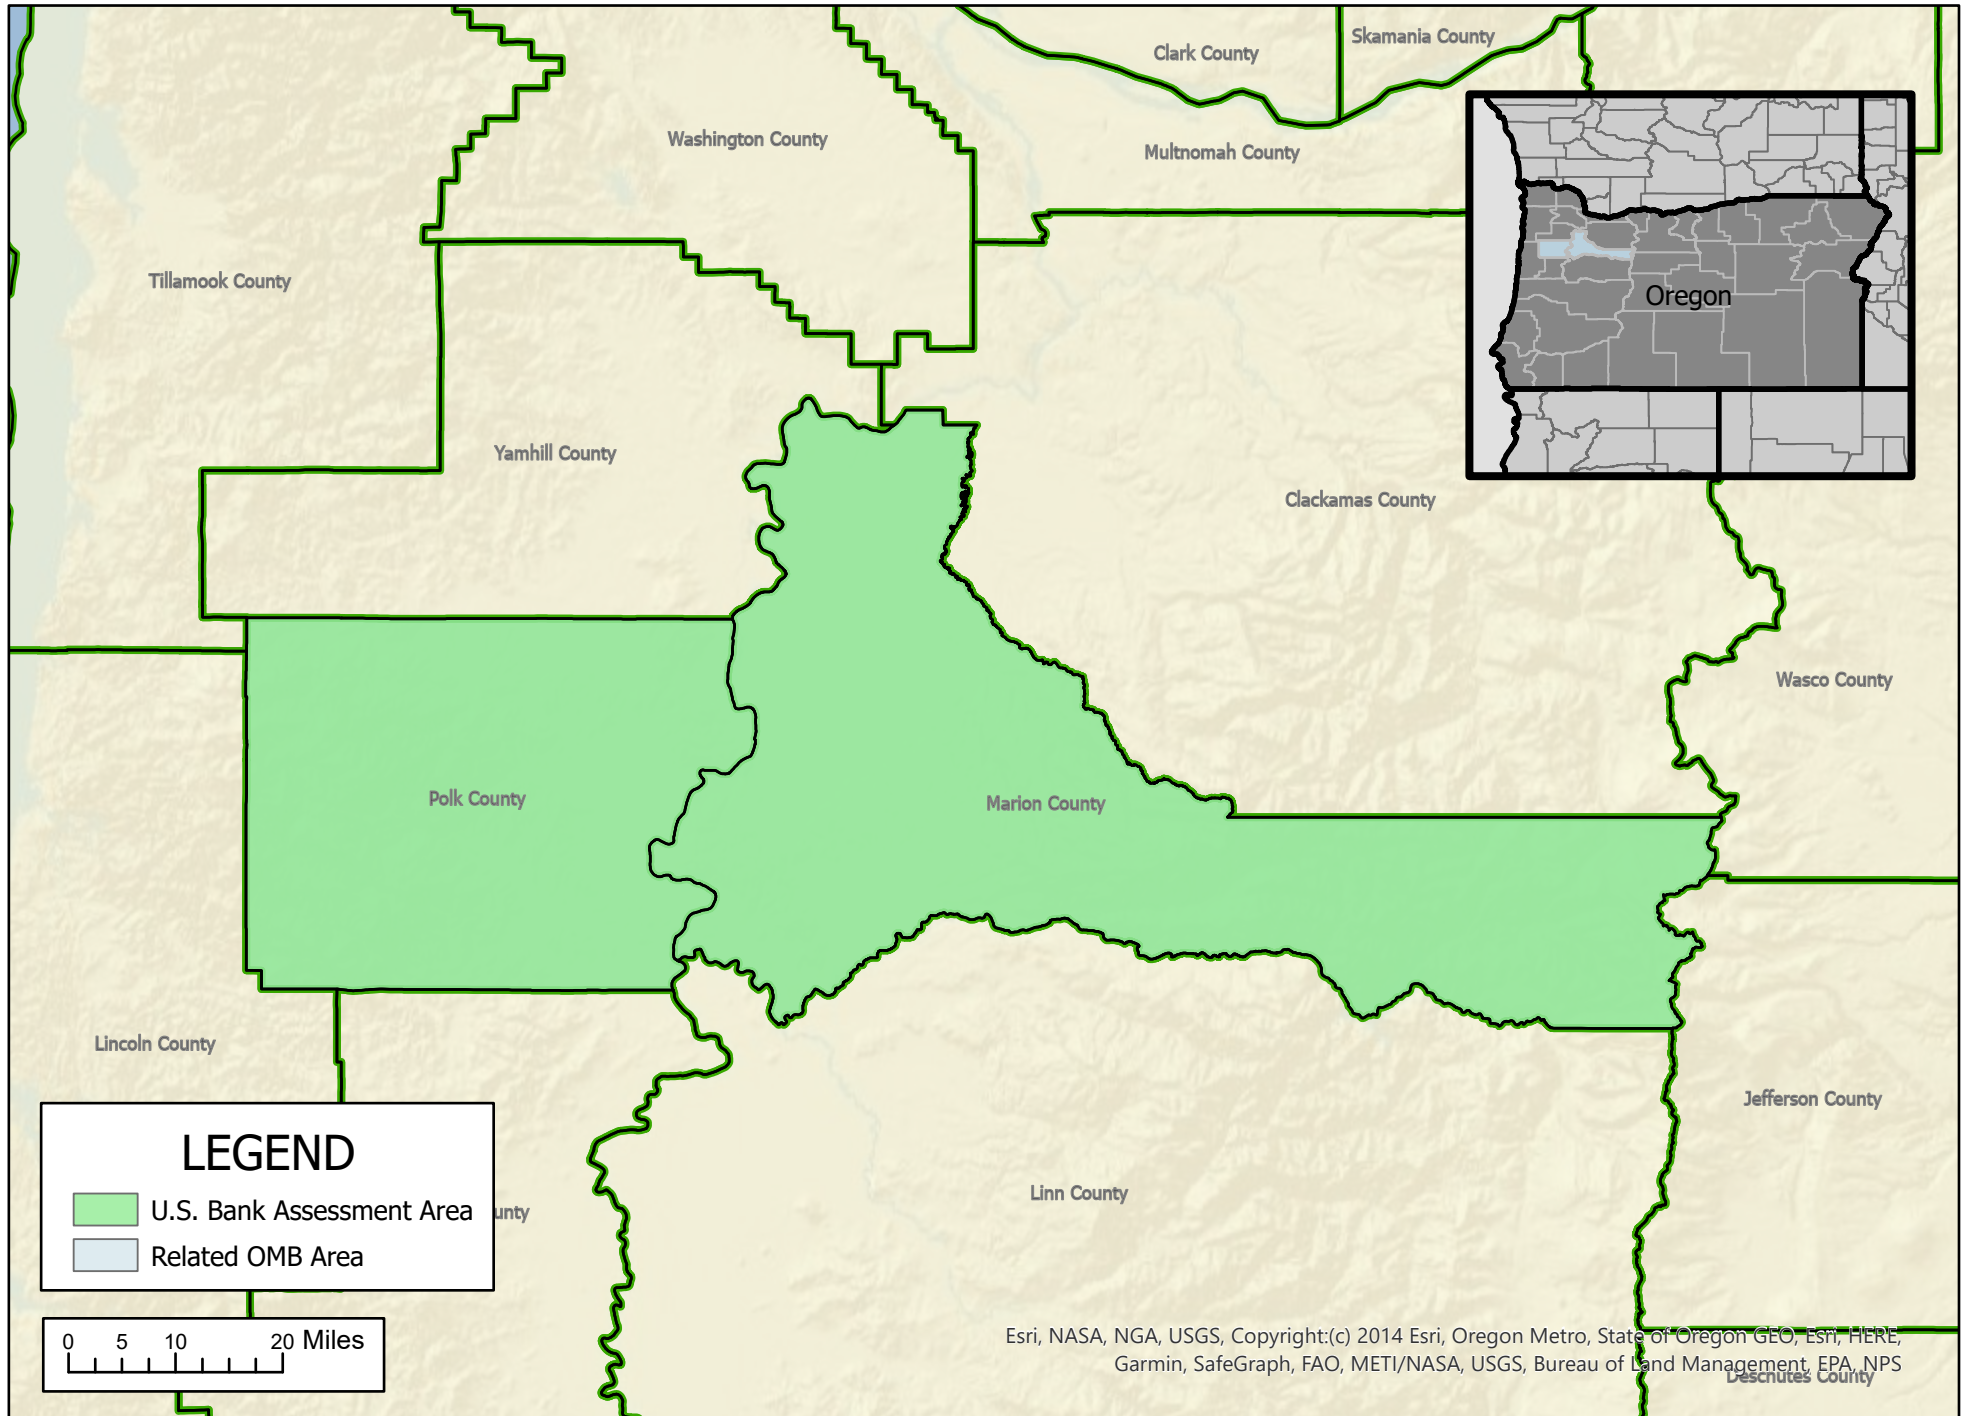 Clark County
Skamania County
Washington County
Multnomah County
Tillamook County
Oregon
Yamhill County
Clackamas County
Wasco County
Polk County
Marion County
Lincoln County
Jefferson County
Linn County
LEGEND
U.S. Bank Assessment Area
unty
Related OMB Area
0 5 10 20 Miles
Esri, NASA, NGA, USGS, Copyright:(c) 2014 Esri, Oregon Metro, State of Oregon GEO, Esri, HERE,
Garmin, SafeGraph, FAO, METI/NASA, USGS, Bureau of Land Management, EPA, NPS
Deschutes County